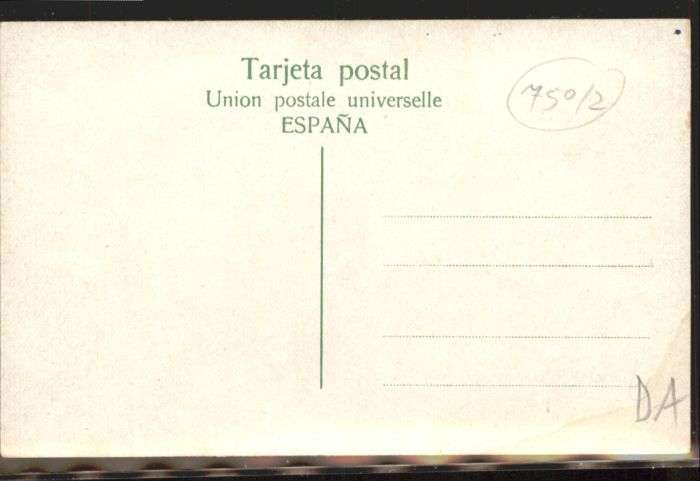 Tarjeta postal
750/2
Union postale universelle
ESPAÑA
DA